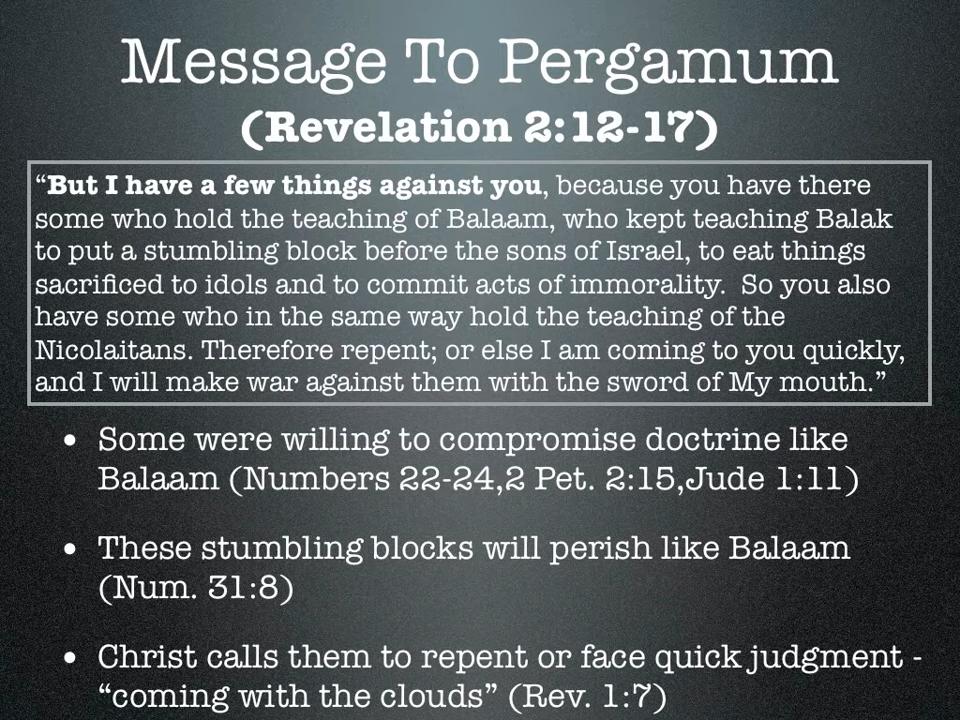 Message To Pergamum
(Revelation 2:12-17)
“But I have a few things against you, because you have there
some who hold the teaching of Balaam, who kept teaching Balak
to put a stumbling block before the sons of Israel, to eat things
sacrificed to idols and to commit acts of immorality.  So you also
have some who in the same way hold the teaching of the
Nicolaitans. Therefore repent; or else I am coming to you quickly,
and I will make war against them with the sword of My mouth.”
• Some were willing to compromise doctrine like
Balaam (Numbers 22-24,2 Pet. 2:15,Jude 1:11)
• These stumbling blocks will perish like Balaam
(Num. 31:8)
• Christ calls them to repent or face quick judgment -
“coming with the clouds” (Rev. 1:7)